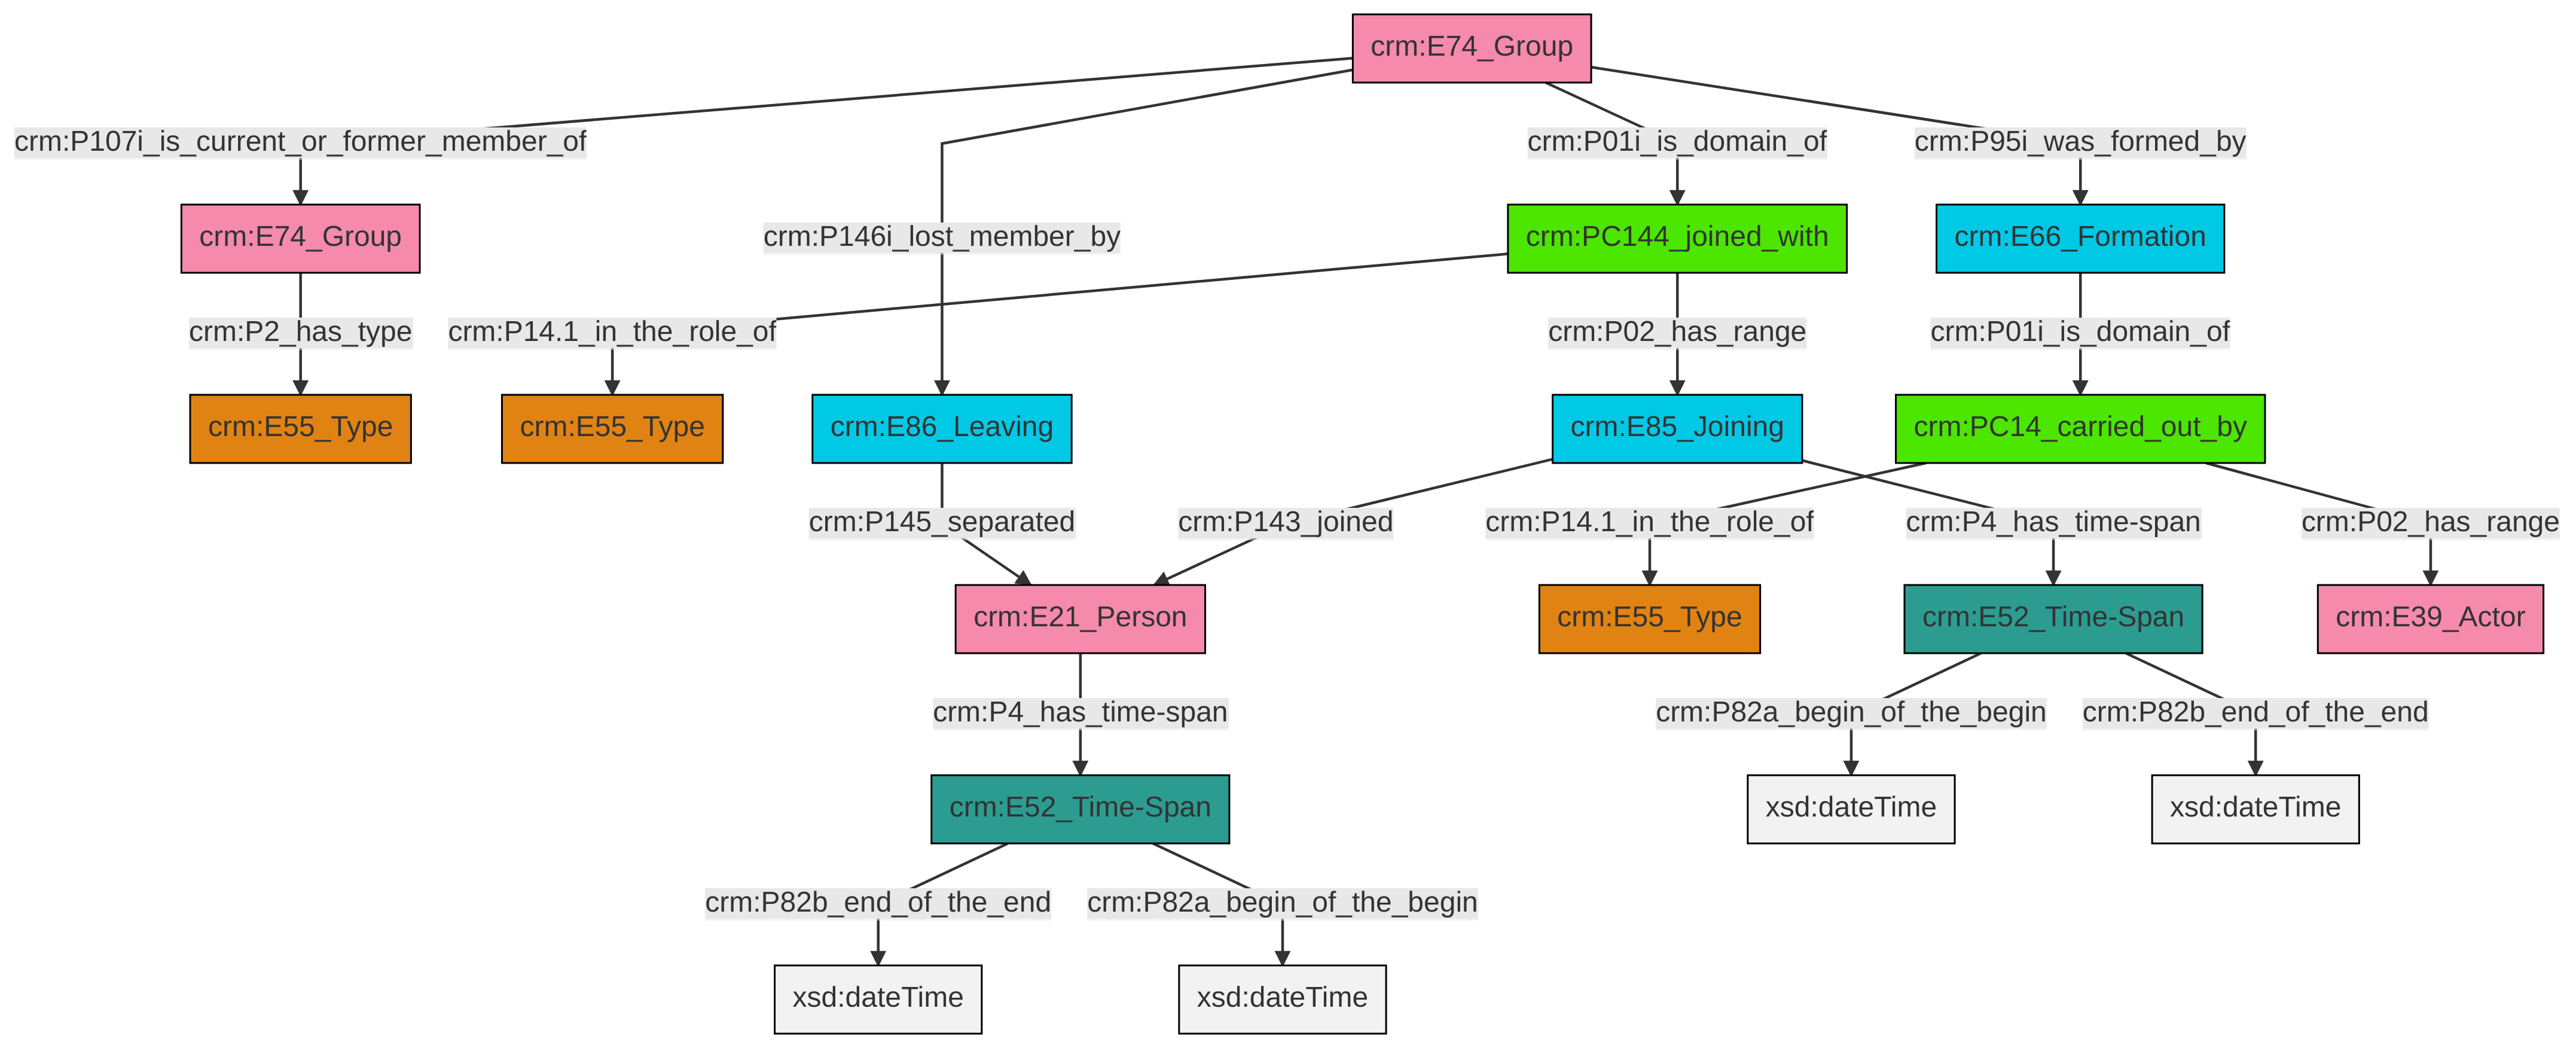 crm:E74_Group
crm:P107i_is_current_or_former_member_of
crm:P01i_is_domain_of
crm:P95i_was_formed_by
crm:E74_Group
crm:P146i_lost_member_by
crm:PC144_joined_with
crm:E66_Formation
crm:P2_has_type
crm:P14.1_in_the_role_of
crm:P02_has_range
crm:P01i_is_domain_of
crm:E55_Type
crm:E55_Type
crm:E86_Leaving
crm:E85_Joining
crm:PC14_carried_out_by
crm:P145_separated
crm:P143_joined
crm:P14.1_in_the_role_of
crm:P4_has_time-span
crm:P02_has_range
crm:E21_Person
crm:E55_Type
crm:E52_Time-Span
crm:E39_Actor
crm:P4_has_time-span
crm:P82a_begin_of_the_begin
crm:P82b_end_of_the_end
crm:E52_Time-Span
xsd:dateTime
xsd:dateTime
crm:P82b_end_of_the_end
crm:P82a_begin_of_the_begin
xsd:dateTime
xsd:dateTime